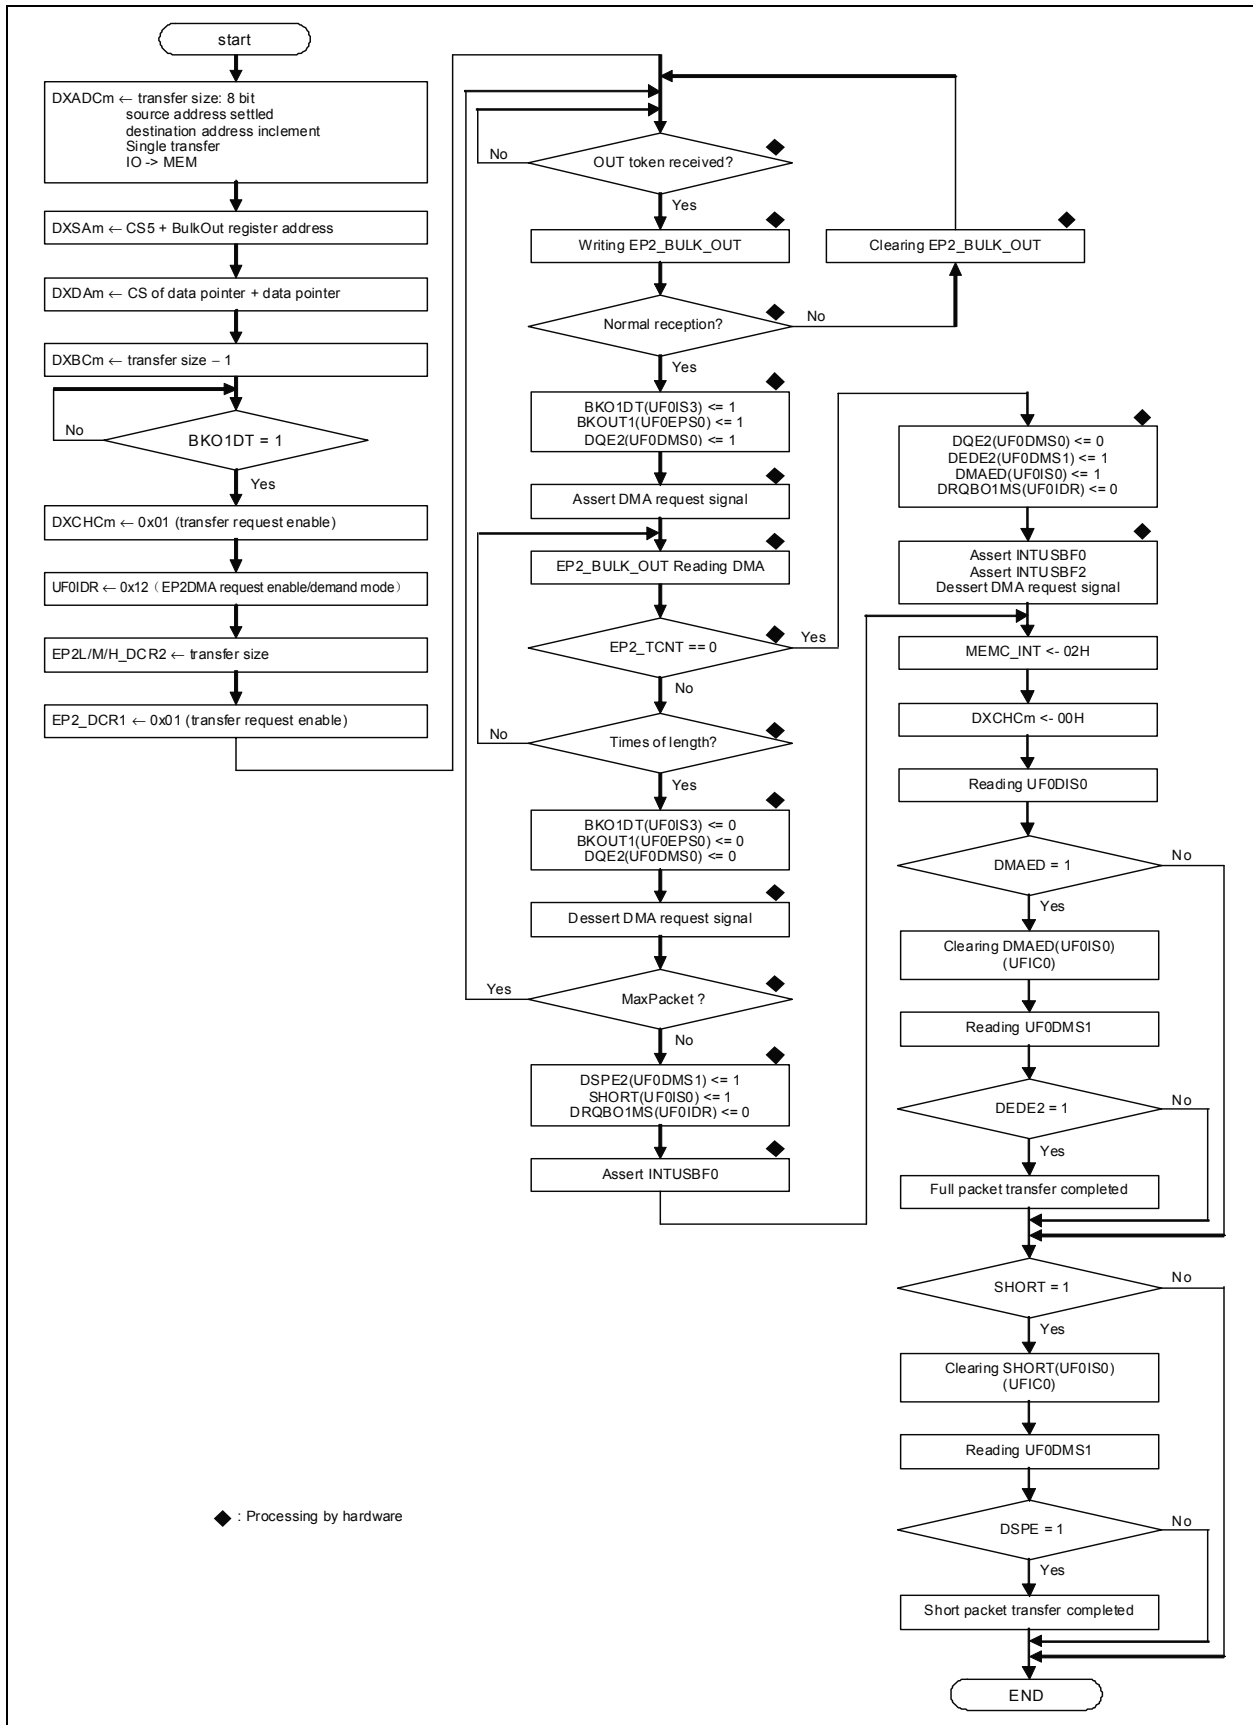 start
DXADCm ← transfer size: 8 bit
source address settled
destination address inclement
Single transfer
IO -> MEM
DXSAm ← CS5 + BulkOut register address
DXDAm ← CS of data pointer + data pointer
DXBCm ← transfer size − 1
No
BKO1DT = 1
Yes
DXCHCm ← 0x01 (transfer request enable)
UF0IDR ← 0x12 (EP2DMA request enable/demand mode)
EP2L/M/H_DCR2 ← transfer size
EP2_DCR1 ← 0x01 (transfer request enable)
No
OUT token received?
Yes
Writing EP2_BULK_OUT
Clearing EP2_BULK_OUT
Normal reception?
No
Yes
BKO1DT(UF0IS3) <= 1
BKOUT1(UF0EPS0) <= 1
DQE2(UF0DMS0) <= 1
Assert DMA request signal
EP2_BULK_OUT Reading DMA
EP2_TCNT == 0
Yes
No
No
Times of length?
Yes
BKO1DT(UF0IS3) <= 0
BKOUT1(UF0EPS0) <= 0
DQE2(UF0DMS0) <= 0
Dessert DMA request signal
Yes
MaxPacket ?
No
DSPE2(UF0DMS1) <= 1
SHORT(UF0IS0) <= 1
DRQBO1MS(UF0IDR) <= 0
Assert INTUSBF0
DQE2(UF0DMS0) <= 0
DEDE2(UF0DMS1) <= 1
DMAED(UF0IS0) <= 1
DRQBO1MS(UF0IDR) <= 0
Assert INTUSBF0
Assert INTUSBF2
Dessert DMA request signal
MEMC_INT <- 02H
DXCHCm <- 00H
Reading UF0DIS0
DMAED = 1
No
Yes
Clearing DMAED(UF0IS0)
(UFIC0)
Reading UF0DMS1
DEDE2 = 1
No
Yes
Full packet transfer completed
SHORT = 1
No
Yes
Clearing SHORT(UF0IS0)
(UFIC0)
Reading UF0DMS1
DSPE = 1
No
Yes
Short packet transfer completed
END
◆ : Processing by hardware